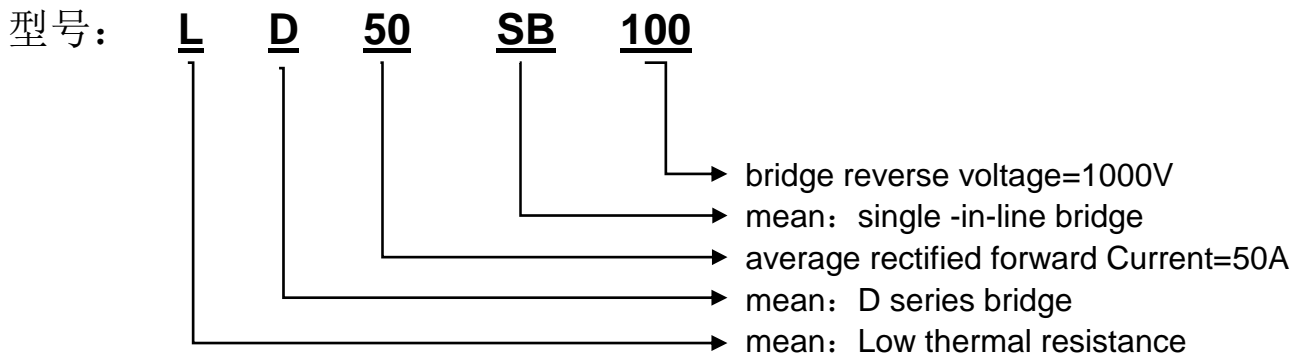 型号： L D 50 SB 100
bridge reverse voltage=1000V
mean：single -in-line bridge
average rectified forward Current=50A
mean：D series bridge
mean：Low thermal resistance